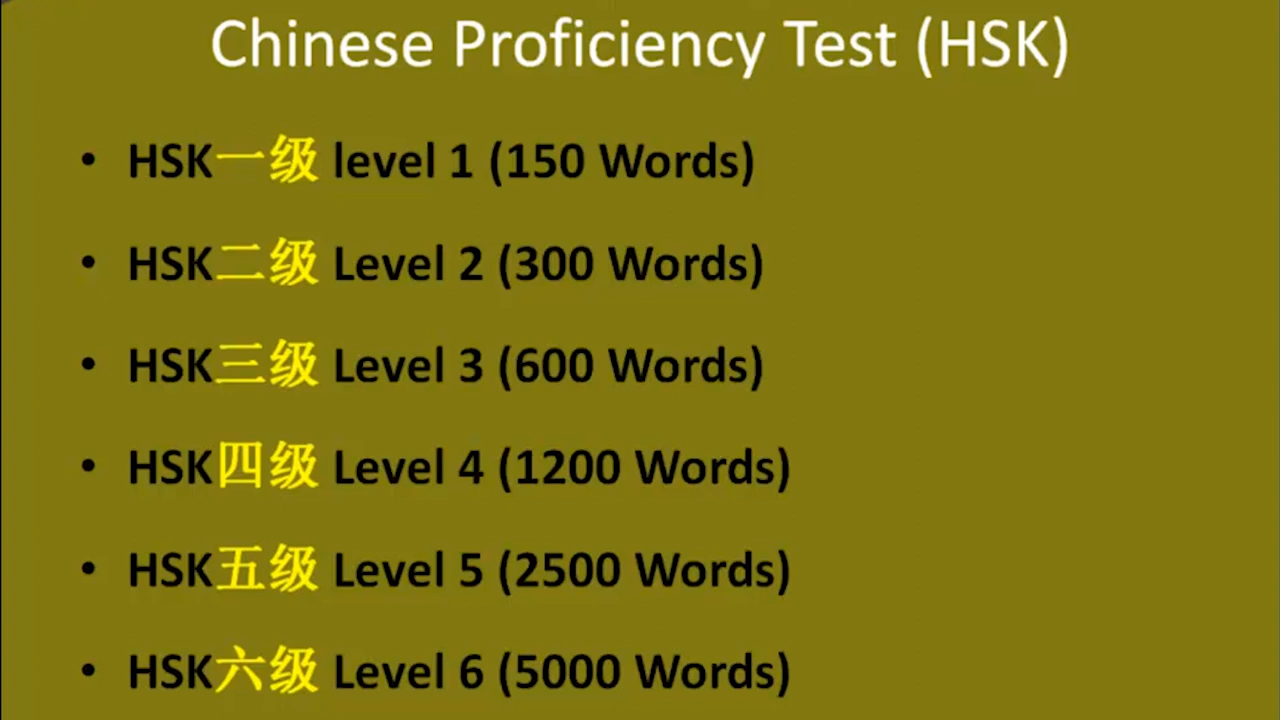 Chinese Proficiency Test (HSK)
• HSK一级 level 1 (150 Words)
• HSK二级 Level 2 (300 Words)
• HSK三级 Level 3 (600 Words)
• HSK四级 Level 4 (1200 Words)
• HSK五级 Level 5 (2500 Words)
• HSK六级 Level 6 (5000 Words)